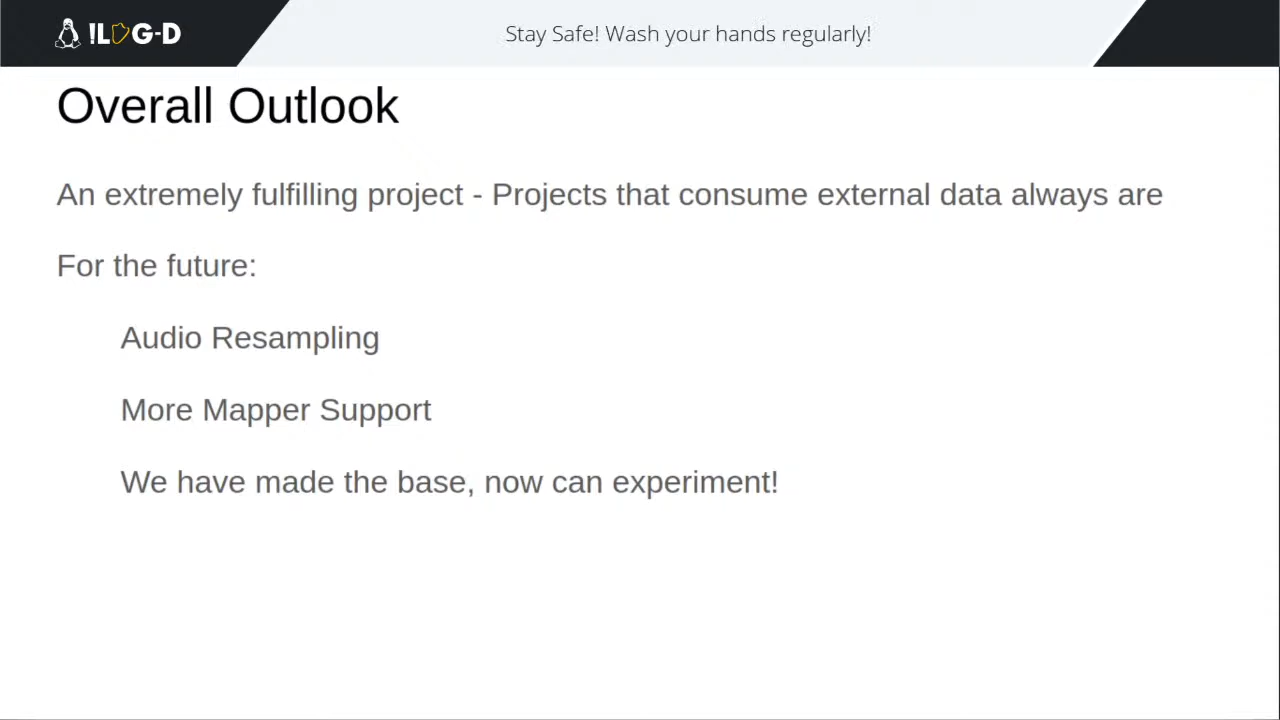 !LUG-D
Stay Safe! Wash your hands regularly!
Overall Outlook
An extremely fulfilling project - Projects that consume external data always are
For the future:
Audio Resampling
More Mapper Support
We have made the base, now can experiment!